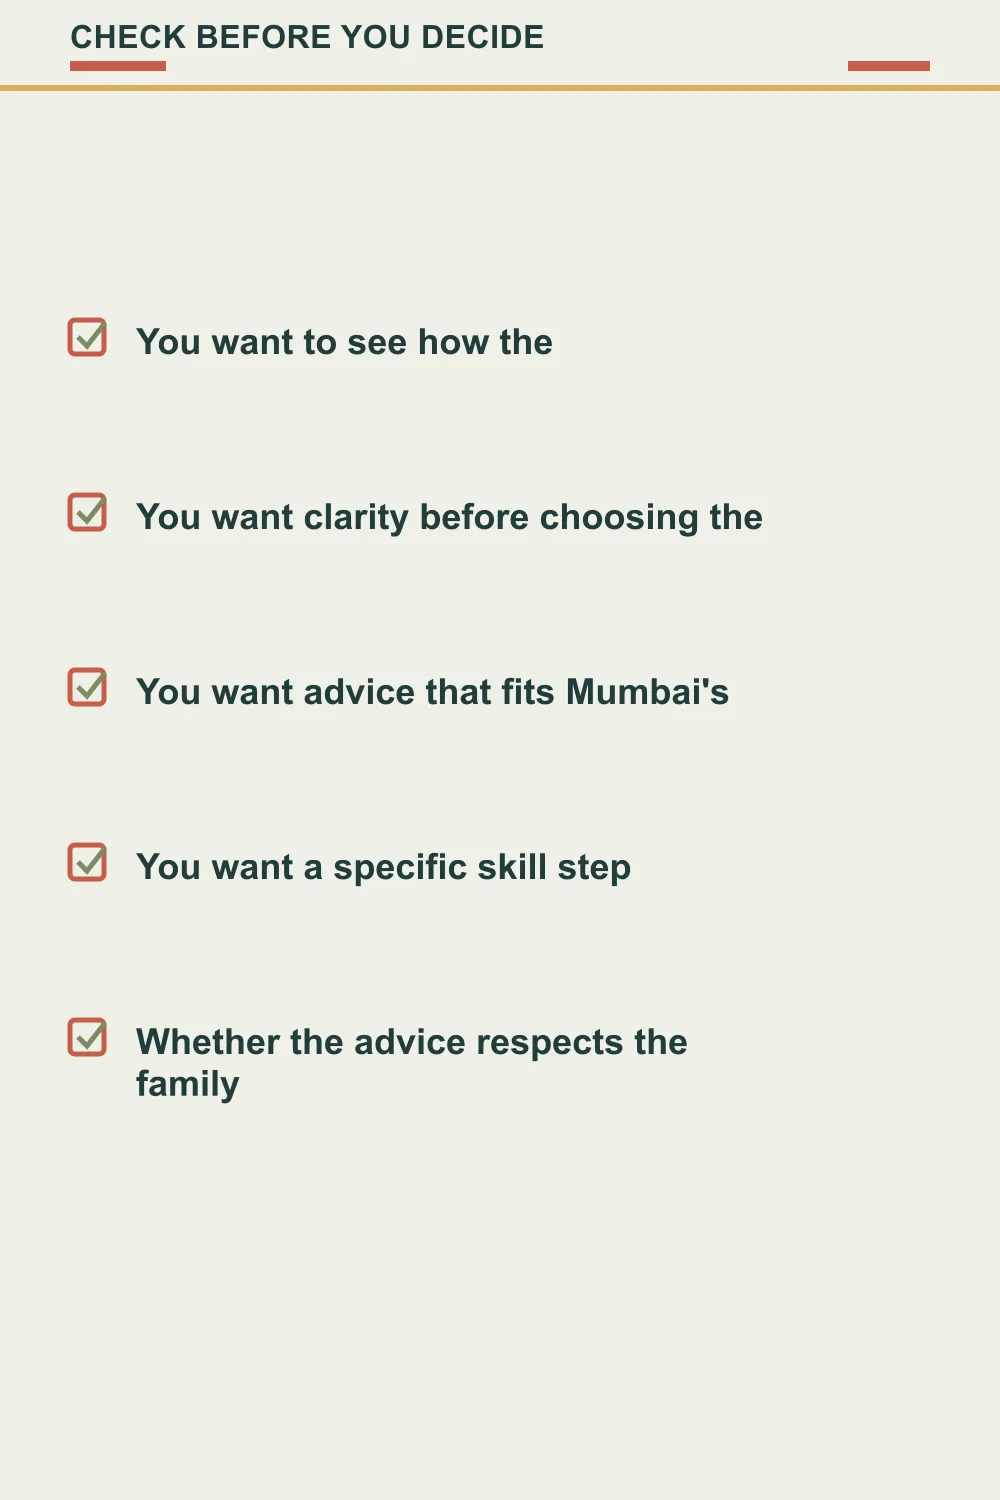 CHECK BEFORE YOU DECIDE
You want to see how the
You want clarity before choosing the
You want advice that fits Mumbai's
You want a specific skill step
Whether the advice respects the
family